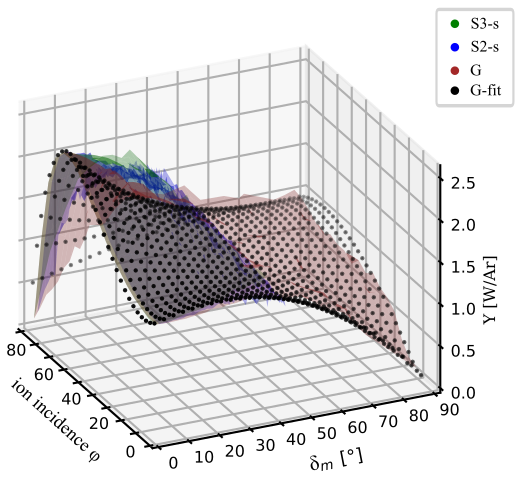 S3-s
S2-s
G
G-fit
2.5
2.0
1.5
1.0
0.5
0.0
Y [W/Ar]
80
60
40
20
0
ion incidence φ
0 10 20 30 40 50 60 70 80 90
δm [°]